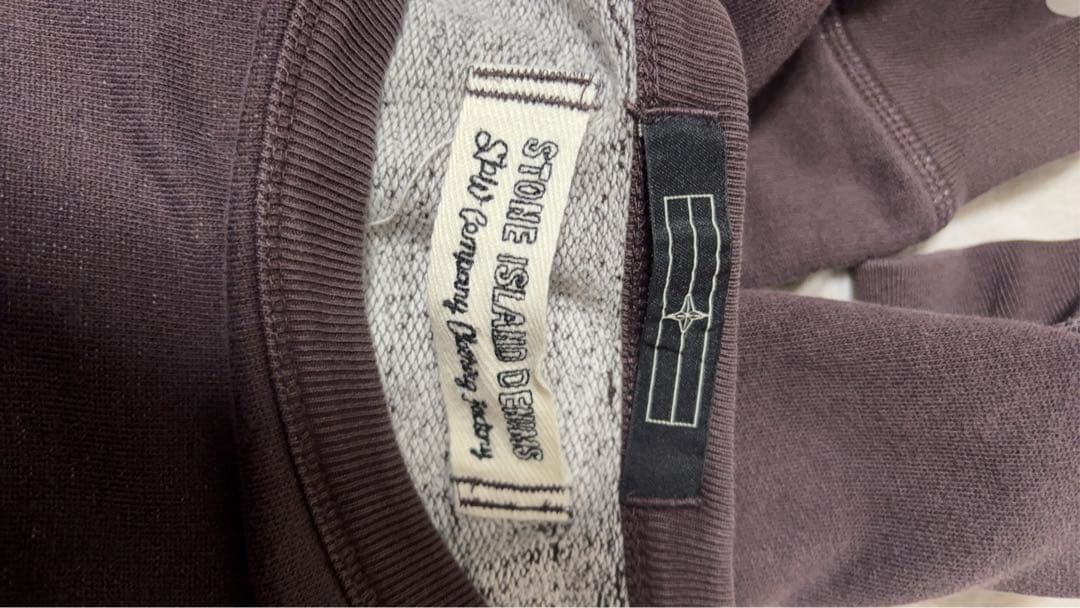 STONE ISLAND DENIMS
SPW Company Clothing factory